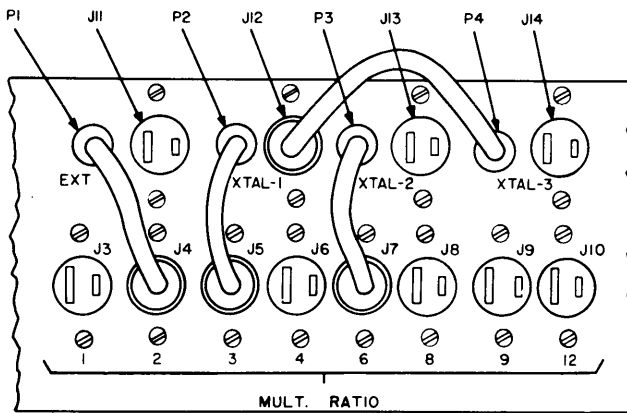 P1 J11 P2 J12 P3 J13 P4 J14
EXT XTAL-1 XTAL-2 XTAL-3
J3 J4 J5 J6 J7 J8 J9 J10
1 2 3 4 6 8 9 12
MULT. RATIO